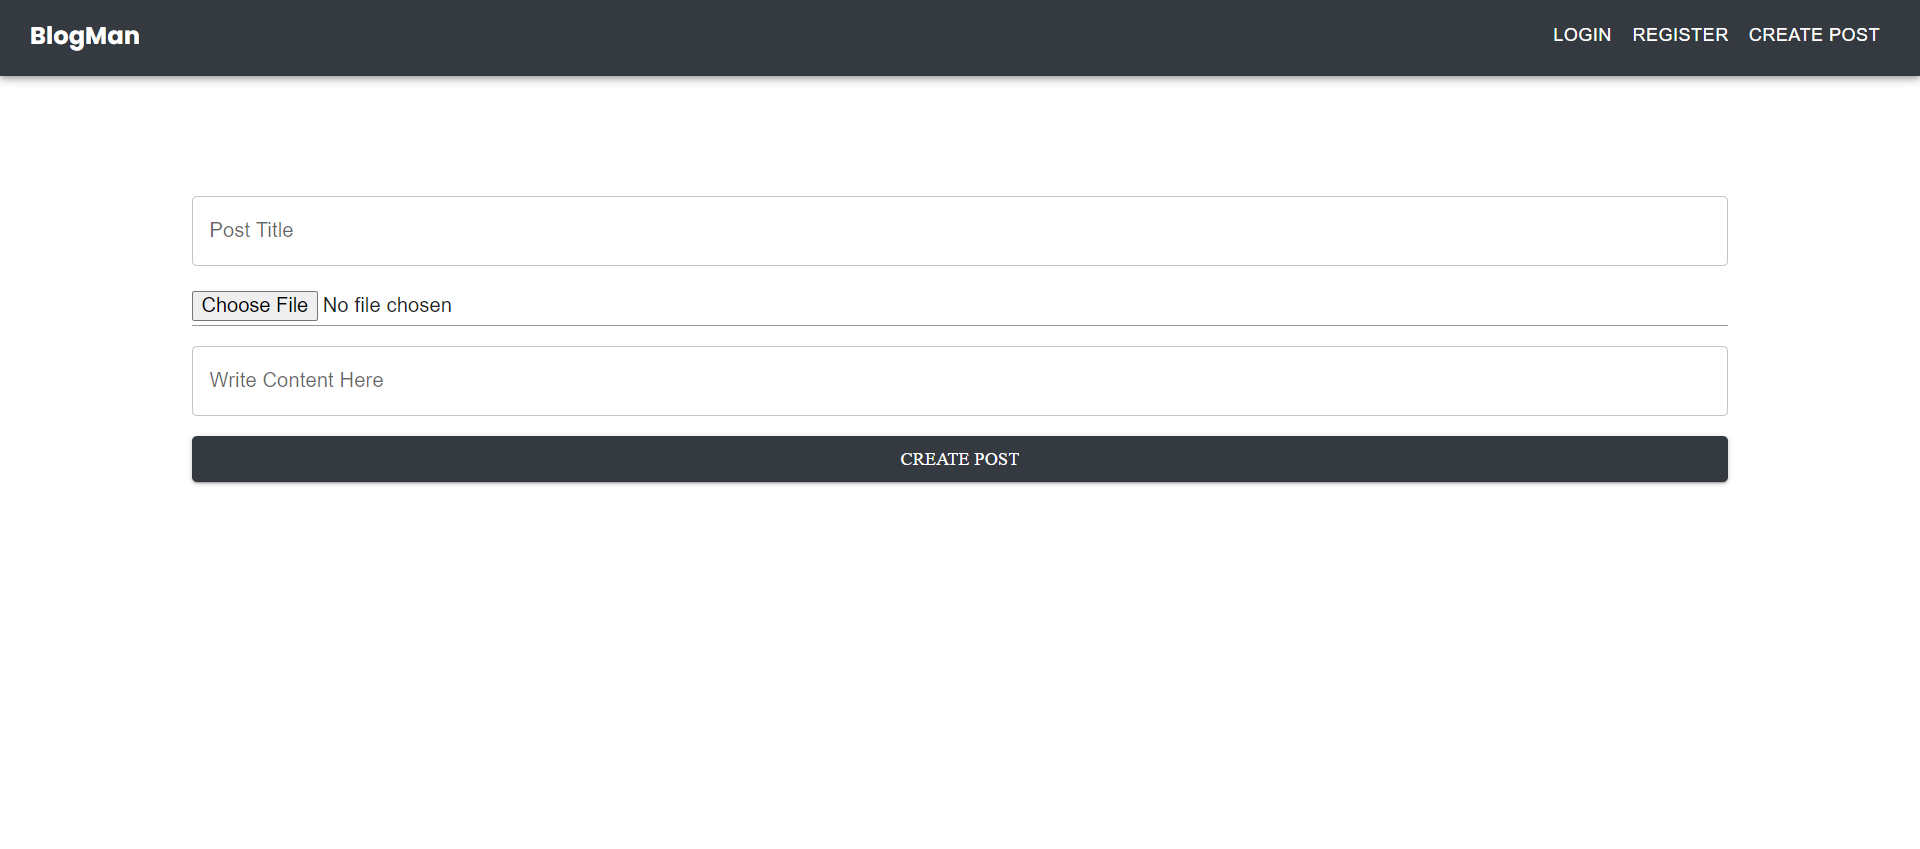 BlogMan
LOGIN REGISTER CREATE POST
Post Title
Choose File No file chosen
Write Content Here
CREATE POST